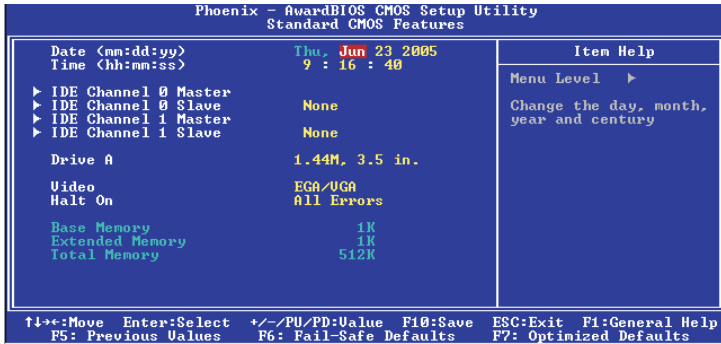 Phoenix - AwardBIOS CMOS Setup Utility
Standard CMOS Features
Date (mm:dd:yy) Thu, Jun 23 2005
Time (hh:mm:ss) 9 : 16 : 40
IDE Channel 0 Master
IDE Channel 0 Slave None
IDE Channel 1 Master
IDE Channel 1 Slave None
Drive A 1.44M, 3.5 in.
Video EGA/VGA
Halt On All Errors
Base Memory 1K
Extended Memory 1K
Total Memory 512K
Item Help
Menu Level ▶
Change the day, month,
year and century
↑↓→←:Move Enter:Select +/-/PU/PD:Value F10:Save ESC:Exit F1:General Help
F5: Previous Values F6: Fail-Safe Defaults F7: Optimized Defaults